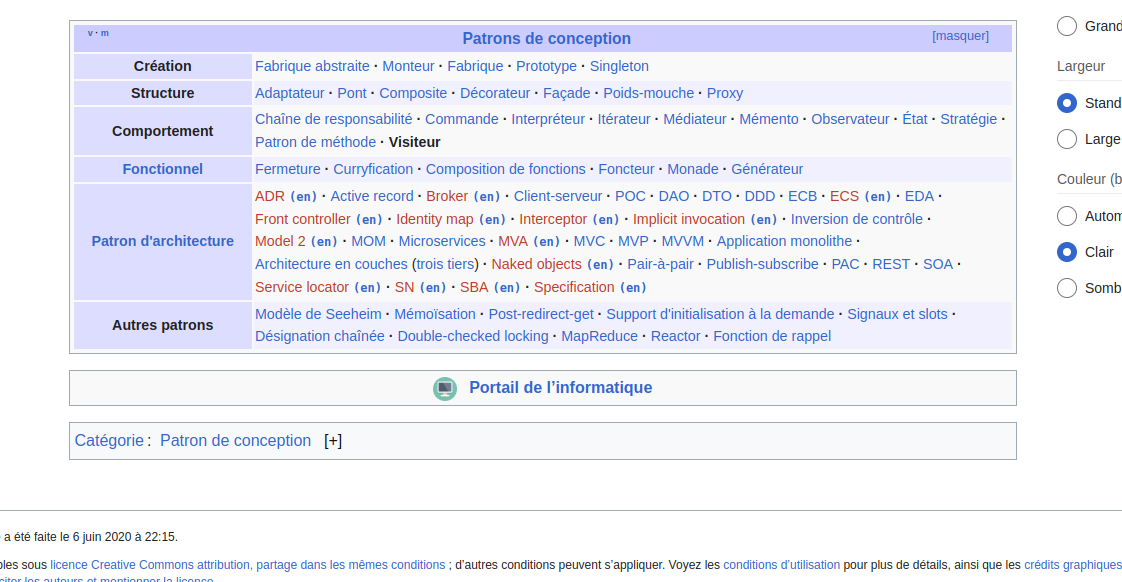 v · m
Patrons de conception
[masquer]
Création
Fabrique abstraite · Monteur · Fabrique · Prototype · Singleton
Structure
Adaptateur · Pont · Composite · Décorateur · Façade · Poids-mouche · Proxy
Comportement
Chaîne de responsabilité · Commande · Interpréteur · Itérateur · Médiateur · Mémento · Observateur · État · Stratégie ·
Patron de méthode · Visiteur
Fonctionnel
Fermeture · Curryfication · Composition de fonctions · Foncteur · Monade · Générateur
Patron d'architecture
ADR (en) · Active record · Broker (en) · Client-serveur · POC · DAO · DTO · DDD · ECB · ECS (en) · EDA ·
Front controller (en) · Identity map (en) · Interceptor (en) · Implicit invocation (en) · Inversion de contrôle ·
Model 2 (en) · MOM · Microservices · MVA (en) · MVC · MVP · MVVM · Application monolithe ·
Architecture en couches (trois tiers) · Naked objects (en) · Pair-à-pair · Publish-subscribe · PAC · REST · SOA ·
Service locator (en) · SN (en) · SBA (en) · Specification (en)
Autres patrons
Modèle de Seeheim · Mémoïsation · Post-redirect-get · Support d'initialisation à la demande · Signaux et slots ·
Désignation chaînée · Double-checked locking · MapReduce · Reactor · Fonction de rappel
Portail de l’informatique
Catégorie : Patron de conception [+]
a été faite le 6 juin 2020 à 22:15.
licence Creative Commons attribution, partage dans les mêmes conditions ; d’autres conditions peuvent s’appliquer. Voyez les conditions d’utilisation pour plus de détails, ainsi que les crédits graphiques
les auteurs et mentionner la licence
Grand
Largeur
Stand
Large
Couleur (b
Autom
Clair
Somb